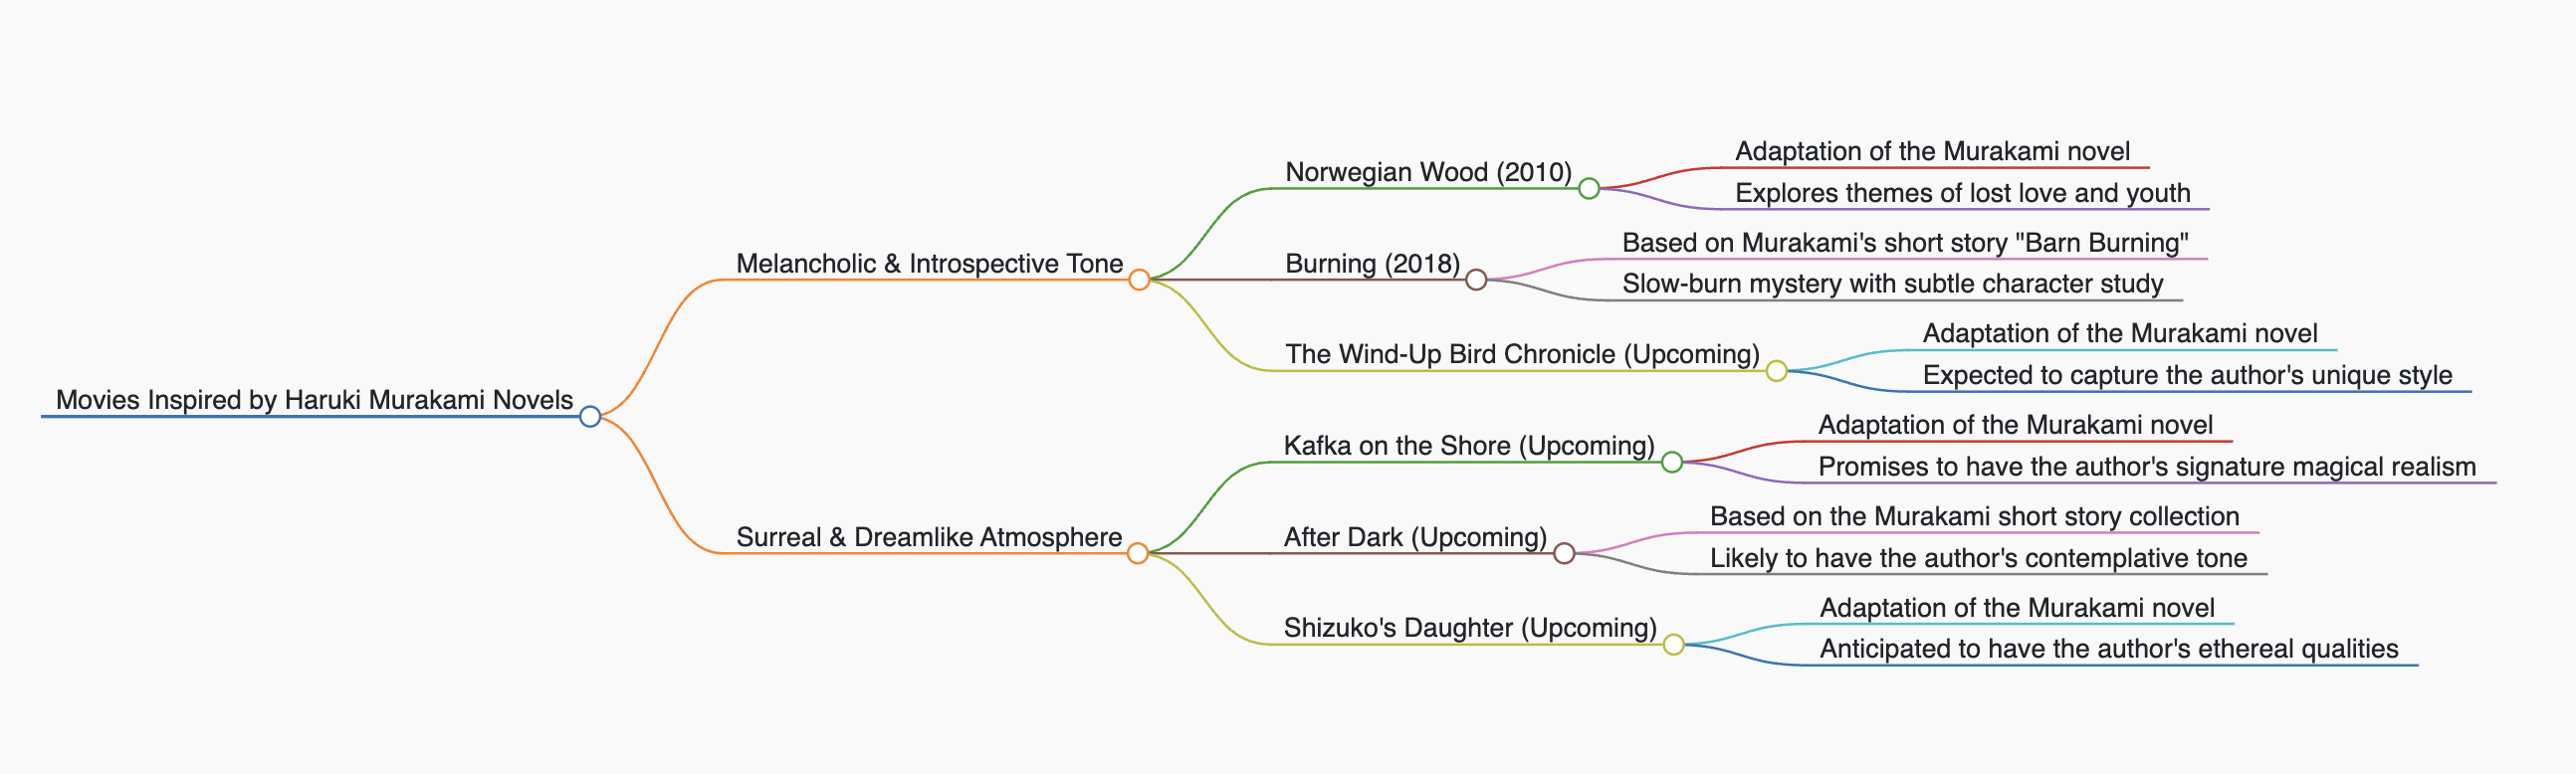 Movies Inspired by Haruki Murakami Novels
Melancholic & Introspective Tone
Norwegian Wood (2010)
Adaptation of the Murakami novel
Explores themes of lost love and youth
Burning (2018)
Based on Murakami's short story "Barn Burning"
Slow-burn mystery with subtle character study
The Wind-Up Bird Chronicle (Upcoming)
Adaptation of the Murakami novel
Expected to capture the author's unique style
Surreal & Dreamlike Atmosphere
Kafka on the Shore (Upcoming)
Adaptation of the Murakami novel
Promises to have the author's signature magical realism
After Dark (Upcoming)
Based on the Murakami short story collection
Likely to have the author's contemplative tone
Shizuko's Daughter (Upcoming)
Adaptation of the Murakami novel
Anticipated to have the author's ethereal qualities